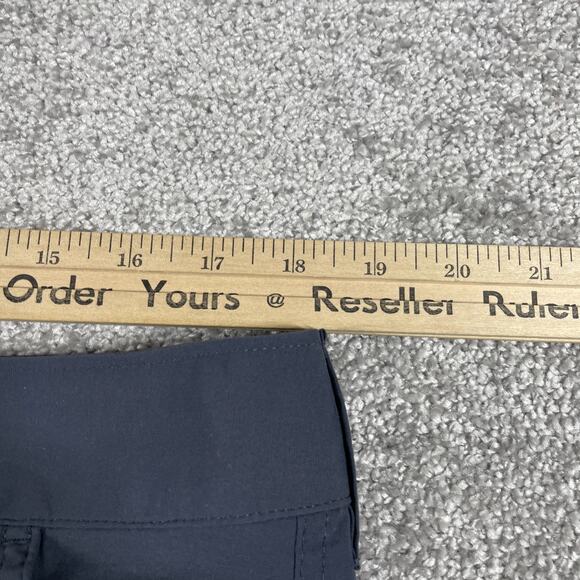 15 16 17 18 19 20 21
Order Yours @ Reseller Ruler